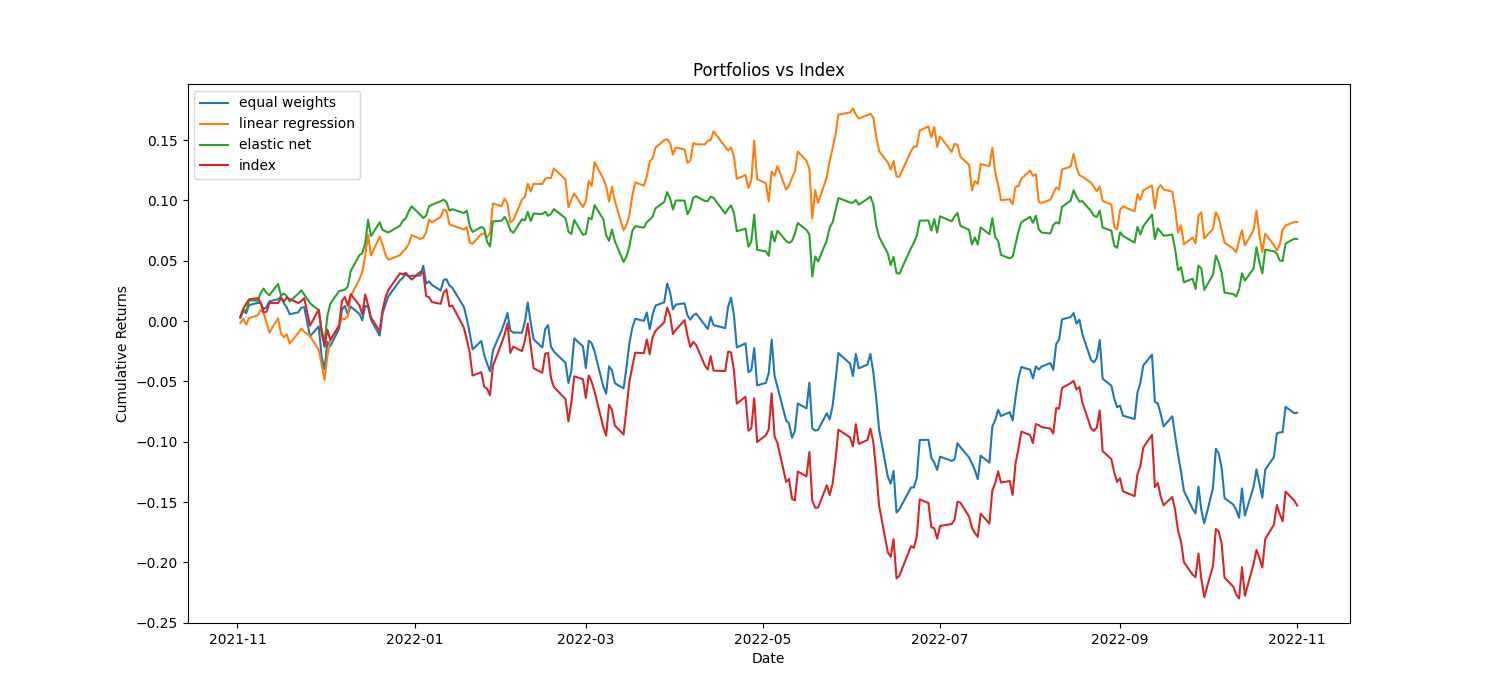 Portfolios vs Index
equal weights
linear regression
elastic net
index
0.15
0.10
0.05
0.00
−0.05
−0.10
−0.15
−0.20
−0.25
Cumulative Returns
2021-11 2022-01 2022-03 2022-05 2022-07 2022-09 2022-11
Date